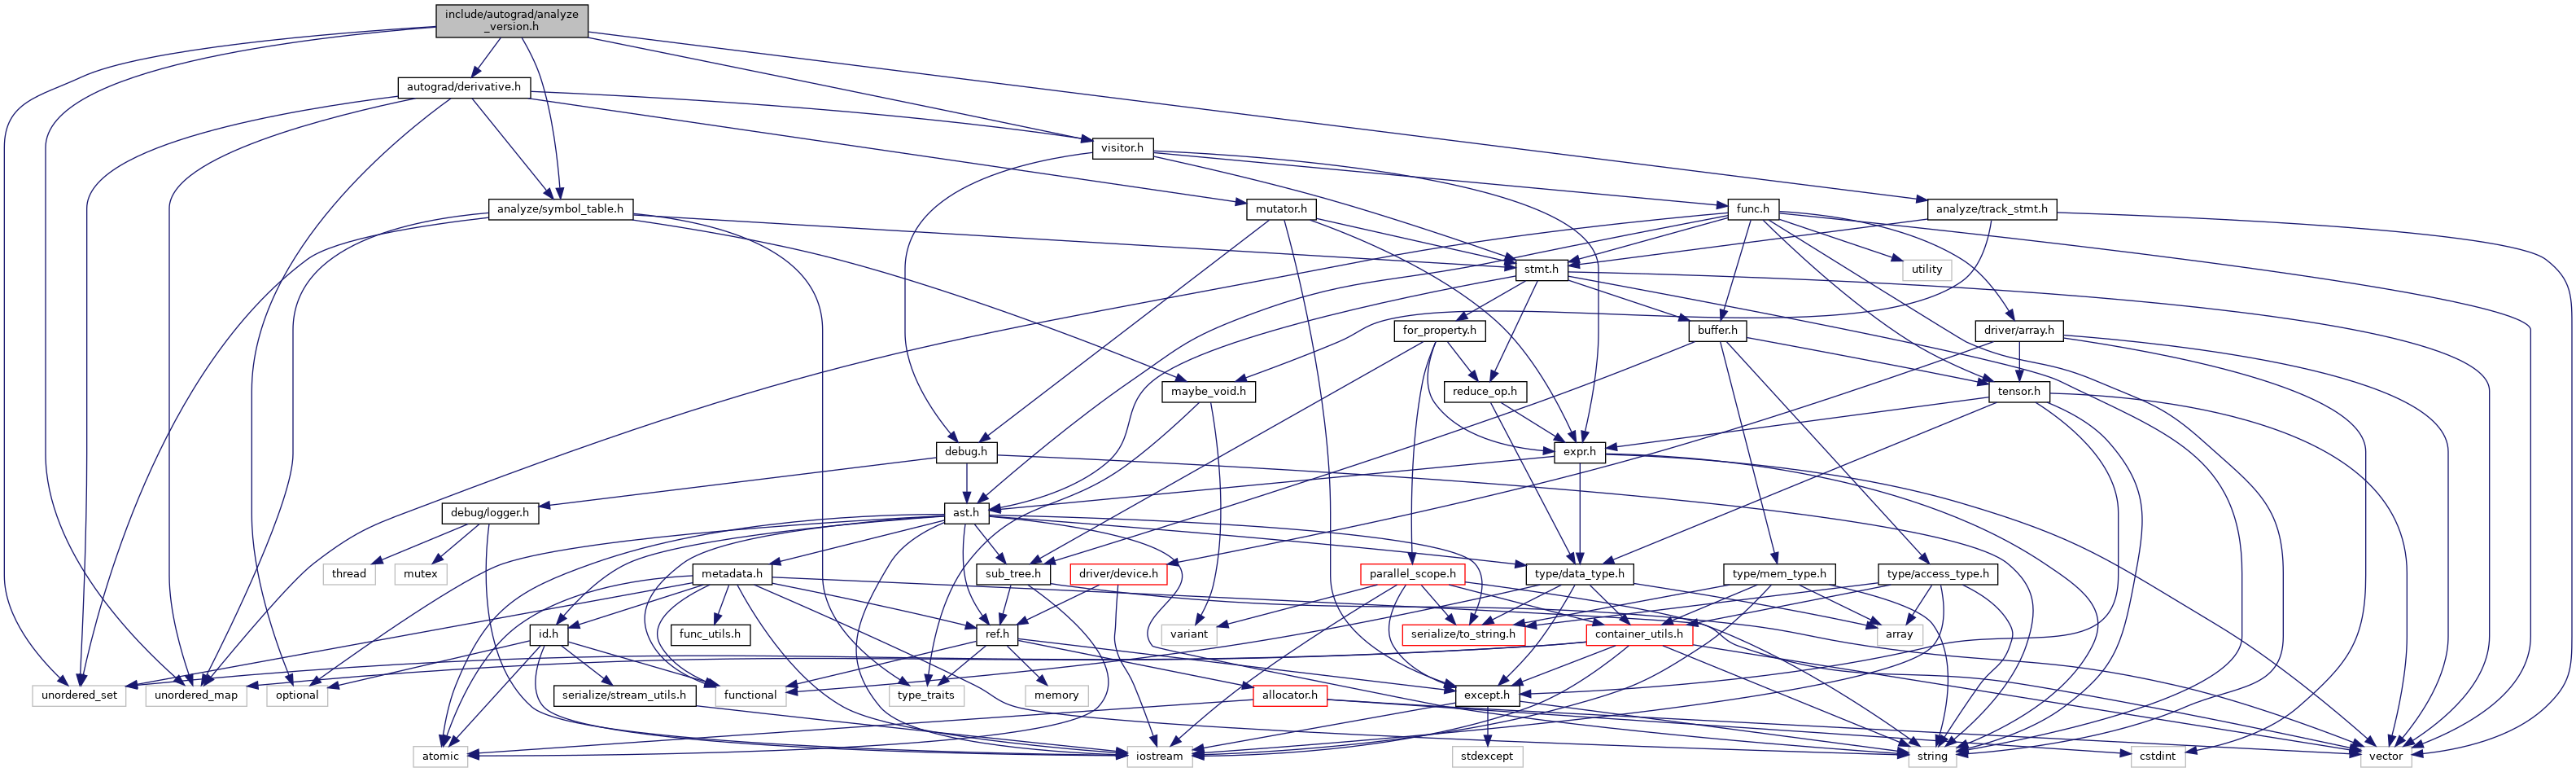 include/autograd/analyze
_version.h
autograd/derivative.h
visitor.h
analyze/symbol_table.h
mutator.h
func.h
analyze/track_stmt.h
stmt.h
utility
for_property.h
buffer.h
driver/array.h
maybe_void.h
reduce_op.h
tensor.h
debug.h
expr.h
debug/logger.h
ast.h
thread
mutex
metadata.h
sub_tree.h
driver/device.h
parallel_scope.h
type/data_type.h
type/mem_type.h
type/access_type.h
id.h
func_utils.h
ref.h
variant
serialize/to_string.h
container_utils.h
array
unordered_set
unordered_map
optional
serialize/stream_utils.h
functional
type_traits
memory
allocator.h
except.h
atomic
iostream
stdexcept
string
cstdint
vector